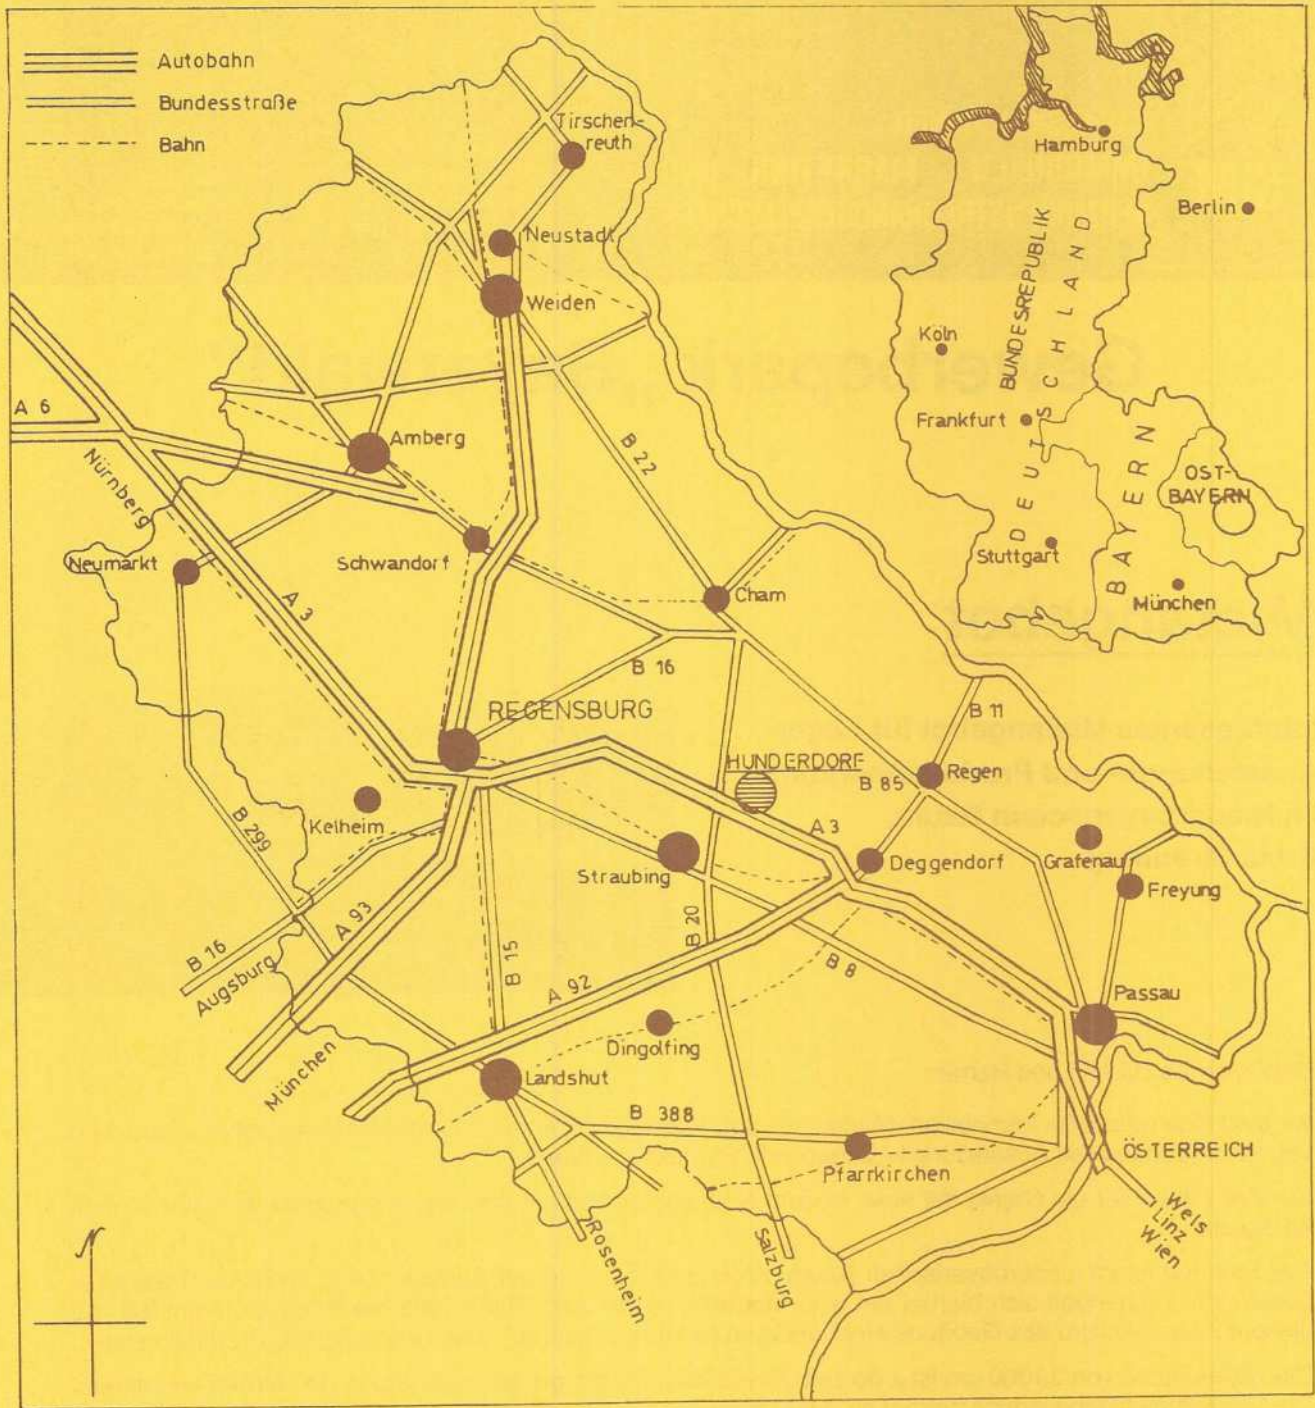 Autobahn
Bundesstraße
Bahn
Tirschen-
reuth
Neustadt
Weiden
A 6
Nürnberg
Amberg
B 22
Neumarkt
Schwandorf
A 3
Cham
B 16
REGENSBURG
B 11
HUNDERDORF
B 85
Regen
Kelheim
B 299
A 3
Straubing
Deggendorf
Grafenau
Freyung
A 93
B 16
Augsburg
B 15
B 20
B 8
A 92
Passau
München
Dingolfing
Landshut
B 388
Pfarrkirchen
ÖSTERREICH
Wels
Linz
Wien
Rosenheim
Salzburg
N
Hamburg
Berlin
BUNDESREPUBLIK
DEUTSCHLAND
Köln
Frankfurt
BAYERN
OST-
BAYERN
Stuttgart
München